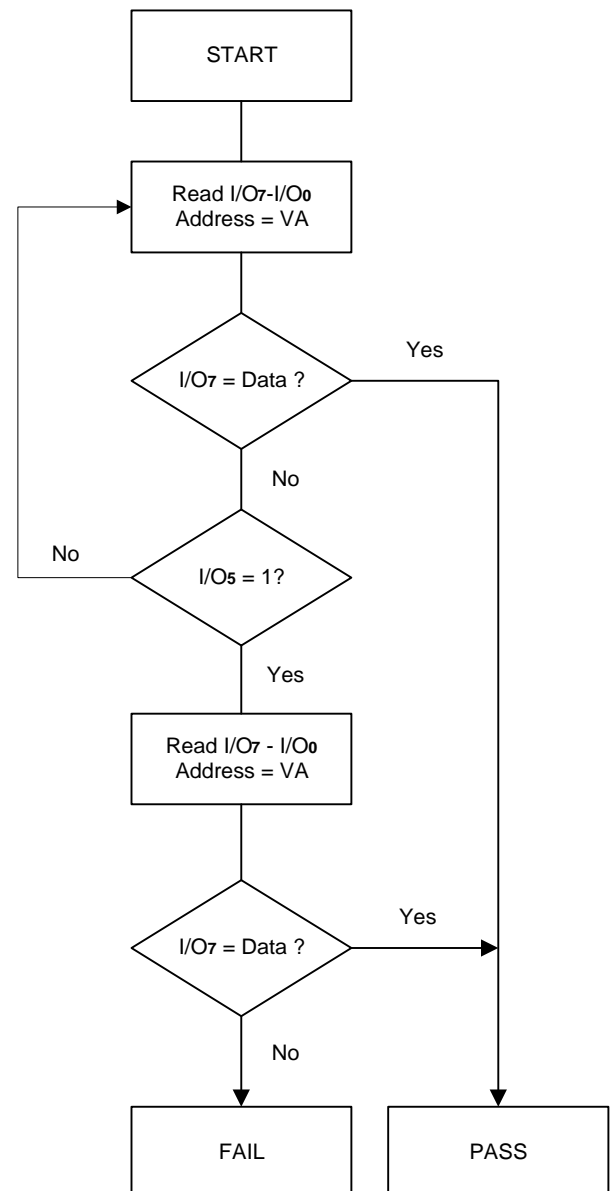 START
Read I/O7-I/O0
Address = VA
I/O7 = Data ?
Yes
No
I/O5 = 1?
No
Yes
Read I/O7 - I/O0
Address = VA
I/O7 = Data ?
Yes
No
FAIL
PASS